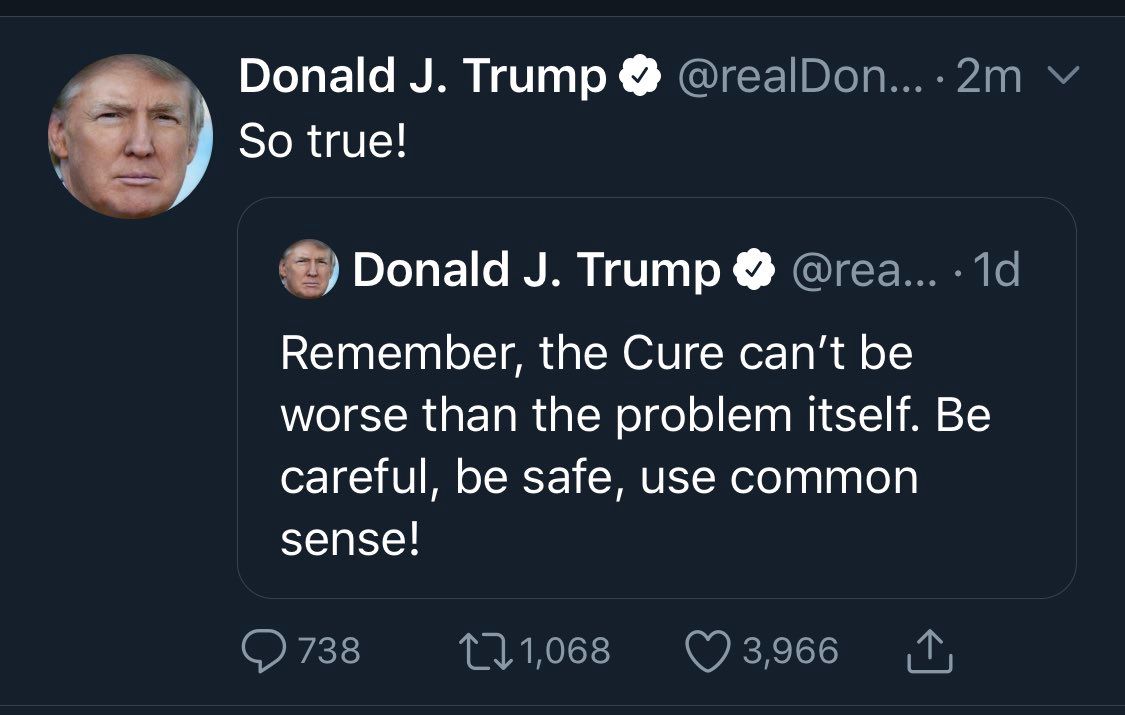 Donald J. Trump @realDon... · 2m
So true!
Donald J. Trump @rea... · 1d
Remember, the Cure can’t be
worse than the problem itself. Be
careful, be safe, use common
sense!
738 1,068 3,966